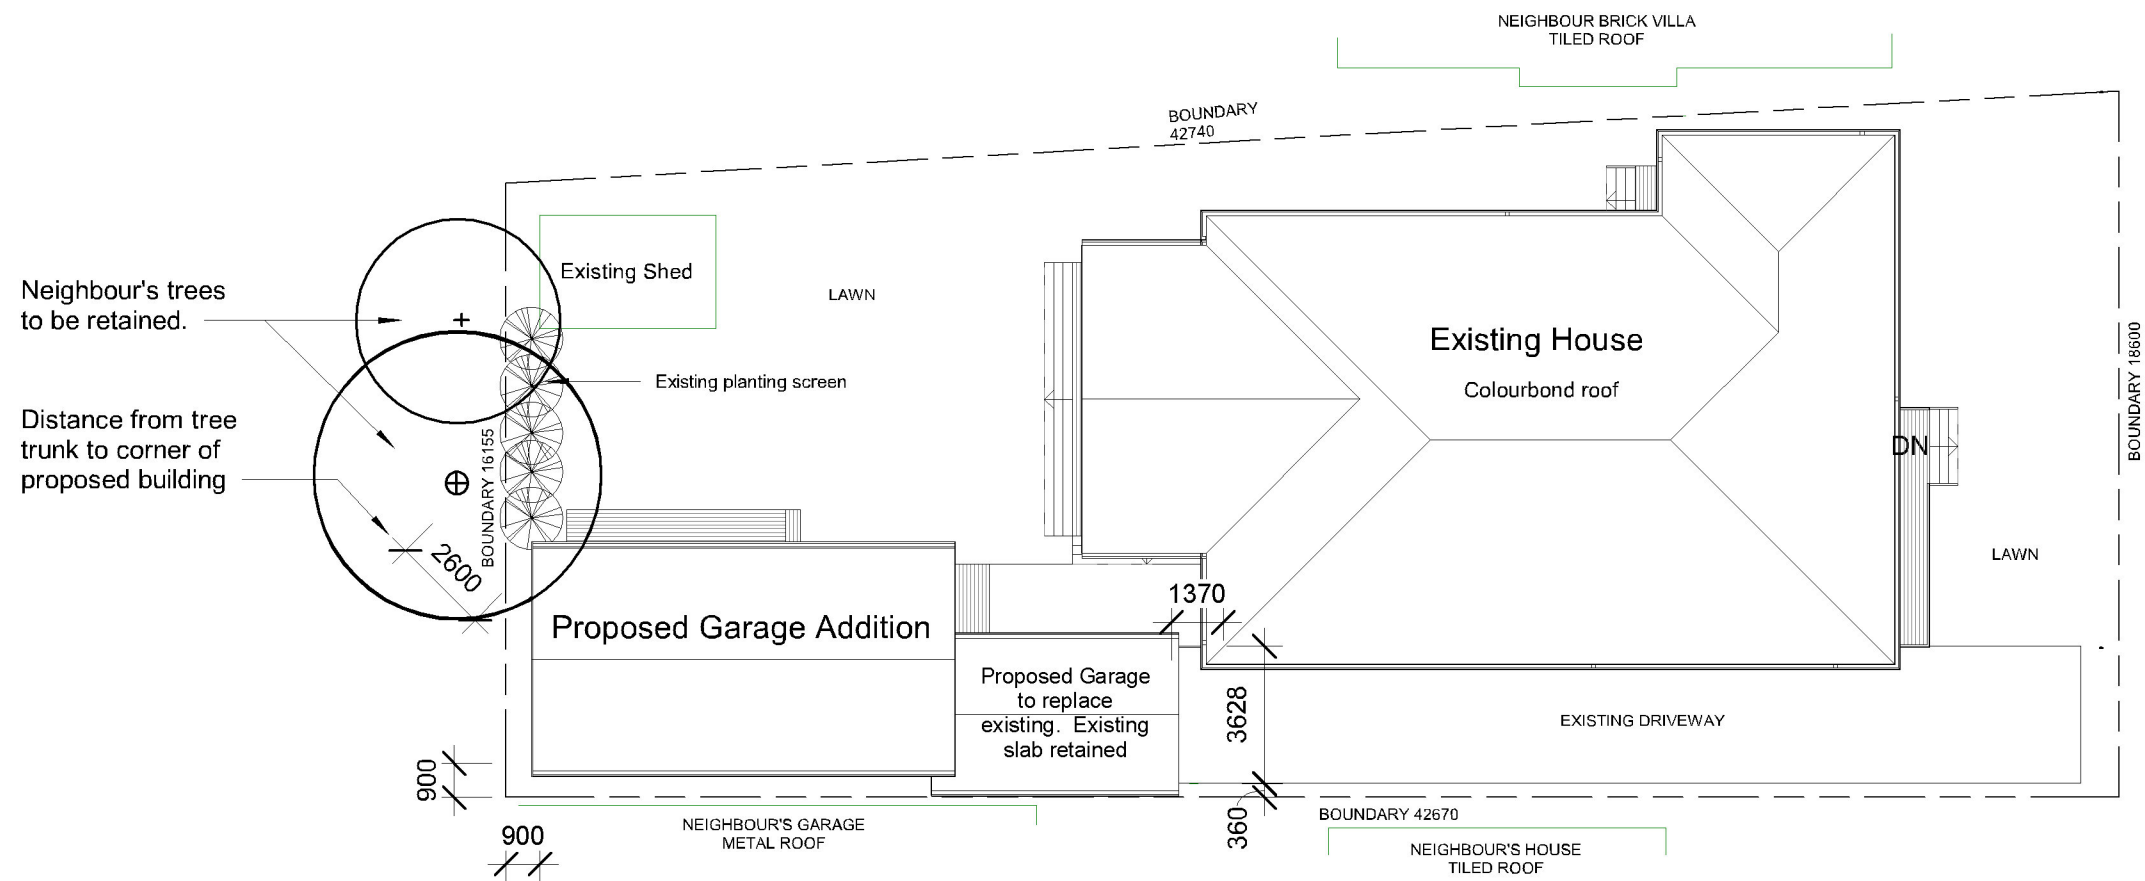 NEIGHBOUR BRICK VILLA
TILED ROOF
BOUNDARY
42740
Neighbour's trees
to be retained.
Existing Shed
LAWN
Existing House
Colourbond roof
Existing planting screen
BOUNDARY 18600
Distance from tree
trunk to corner of
proposed building
BOUNDARY 16155
DN
2600
LAWN
1370
Proposed Garage Addition
Proposed Garage
to replace
existing. Existing
slab retained
3628
EXISTING DRIVEWAY
900
360
BOUNDARY 42670
NEIGHBOUR'S GARAGE
METAL ROOF
900
NEIGHBOUR'S HOUSE
TILED ROOF